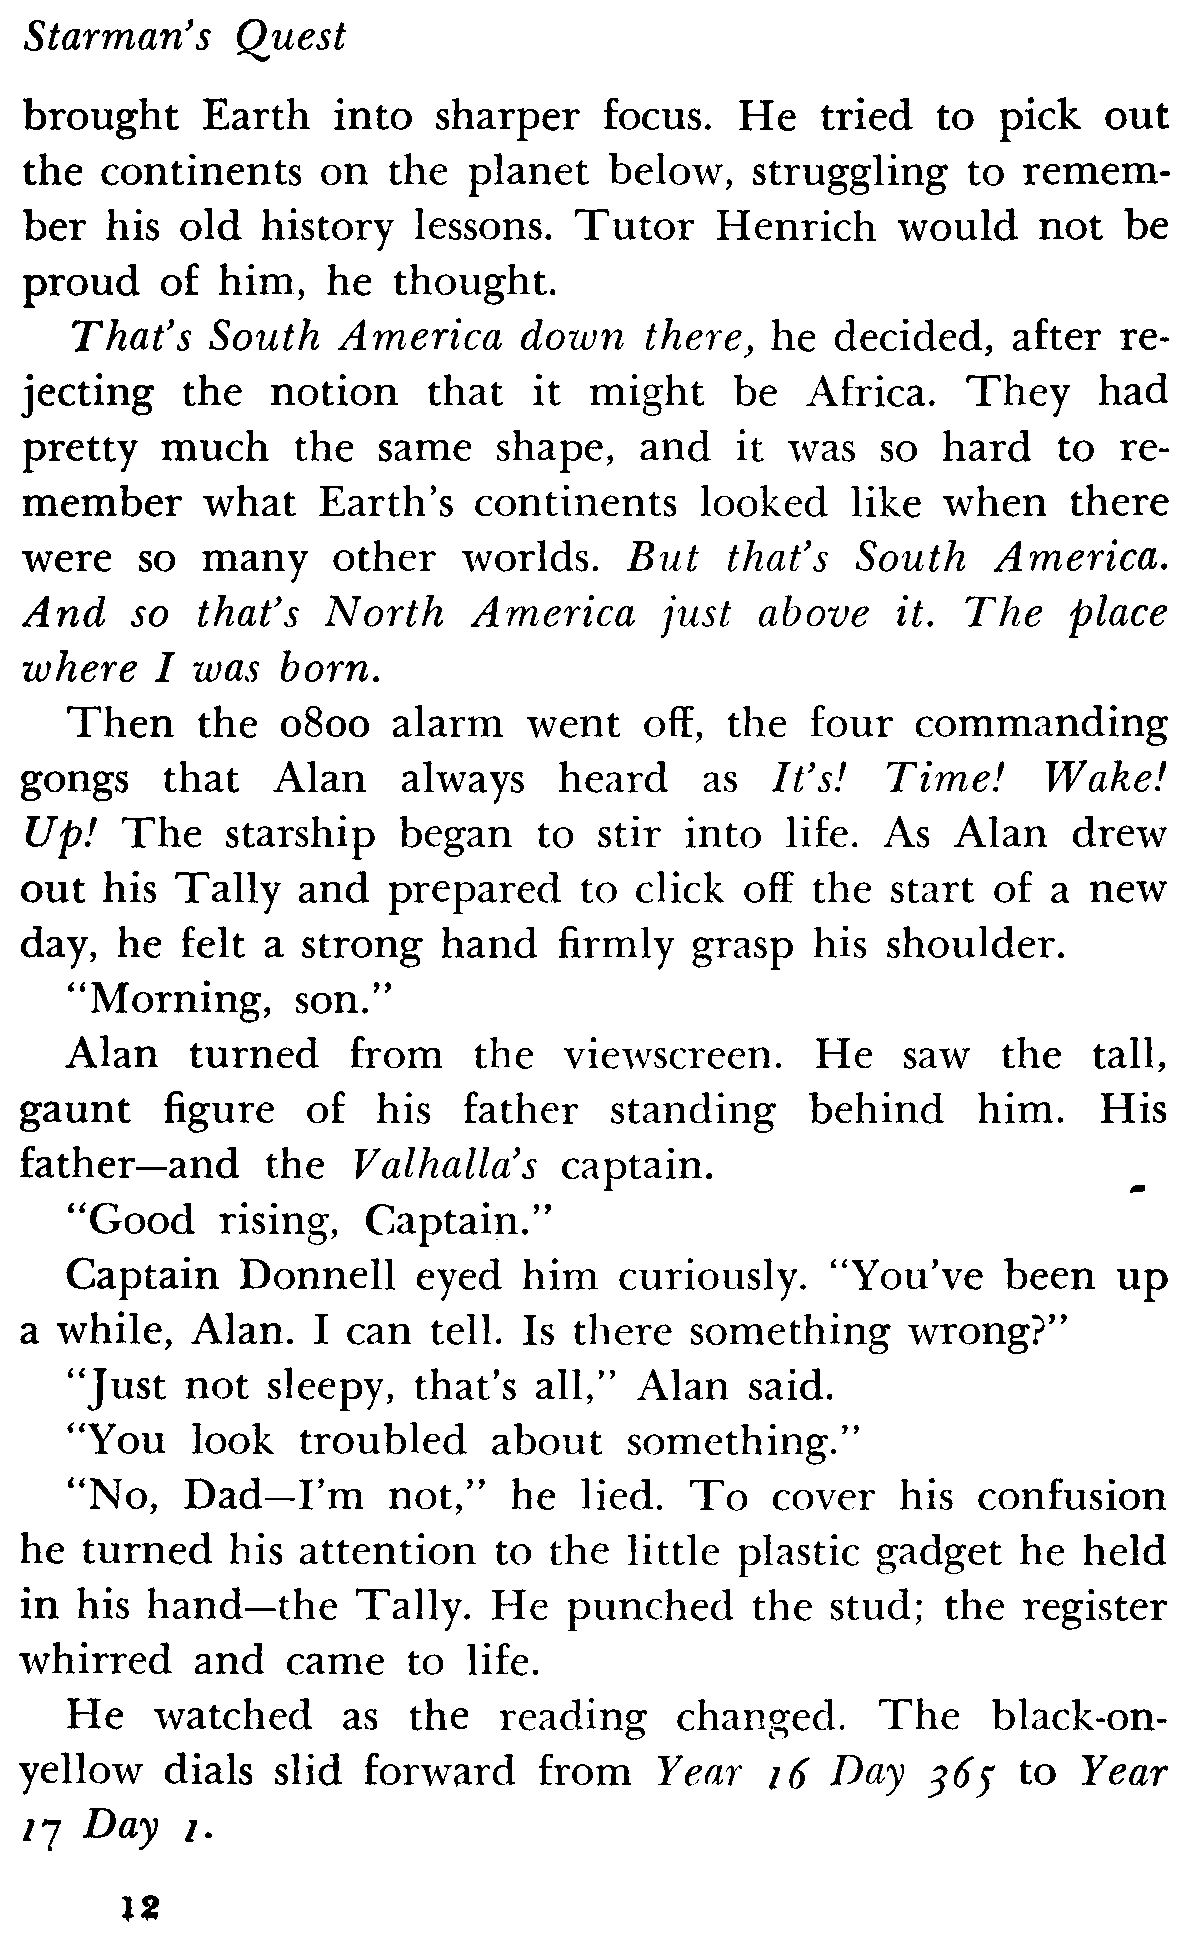 Starman's Quest
brought Earth into sharper focus. He tried to pick out
the continents on the planet below, struggling to remem-
ber his old history lessons. Tutor Henrich would not be
proud of him, he thought.
That's South America down there, he decided, after re-
jecting the notion that it might be Africa. They had
pretty much the same shape, and it was so hard to re-
member what Earth's continents looked like when there
were so many other worlds. But that's South America.
And so that's North America just above it. The place
where I was born.
Then the 0800 alarm went off, the four commanding
gongs that Alan always heard as It's! Time! Wake!
Up! The starship began to stir into life. As Alan drew
out his Tally and prepared to click off the start of a new
day, he felt a strong hand firmly grasp his shoulder.
"Morning, son."
Alan turned from the viewscreen. He saw the tall,
gaunt figure of his father standing behind him. His
father—and the Valhalla's captain.
"Good rising, Captain."
Captain Donnell eyed him curiously. "You've been up
a while, Alan. I can tell. Is there something wrong?"
"Just not sleepy, that's all," Alan said.
"You look troubled about something."
"No, Dad—I'm not," he lied. To cover his confusion
he turned his attention to the little plastic gadget he held
in his hand—the Tally. He punched the stud; the register
whirred and came to life.
He watched as the reading changed. The black-on-
yellow dials slid forward from Year 16 Day 365 to Year
17 Day 1.
12